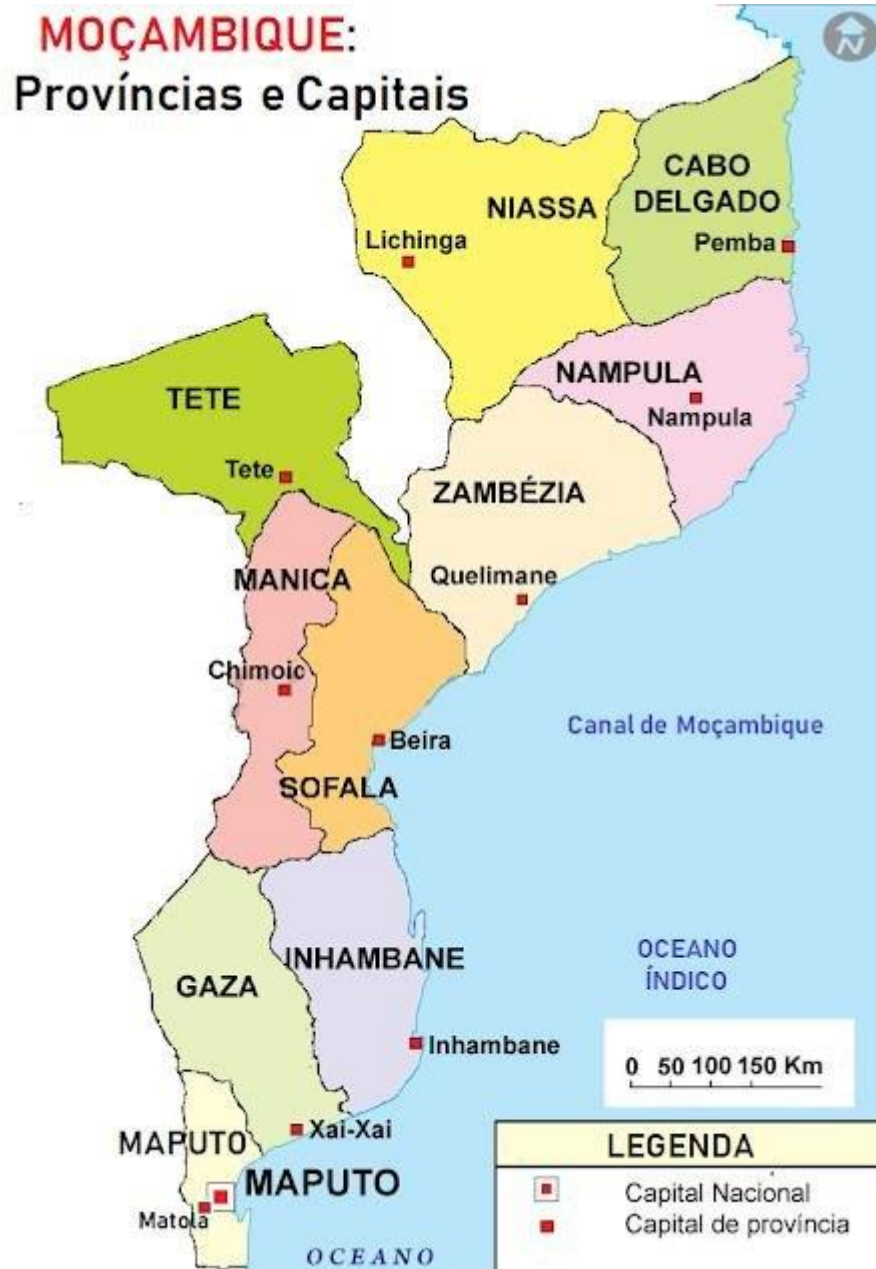 MOÇAMBIQUE:
Províncias e Capitais
N
CABO
DELGADO
NIASSA
Pemba
Lichinga
NAMPULA
Nampula
TETE
Tete
ZAMBÉZIA
Quelimane
MANICA
Chimoio
Beira
Canal de Moçambique
SOFALA
INHAMBANE
OCEANO
ÍNDICO
GAZA
Inhambane
0 50 100 150 Km
Xai-Xai
MAPUTO
MAPUTO
Matola
LEGENDA
Capital Nacional
Capital de província
OCEANO